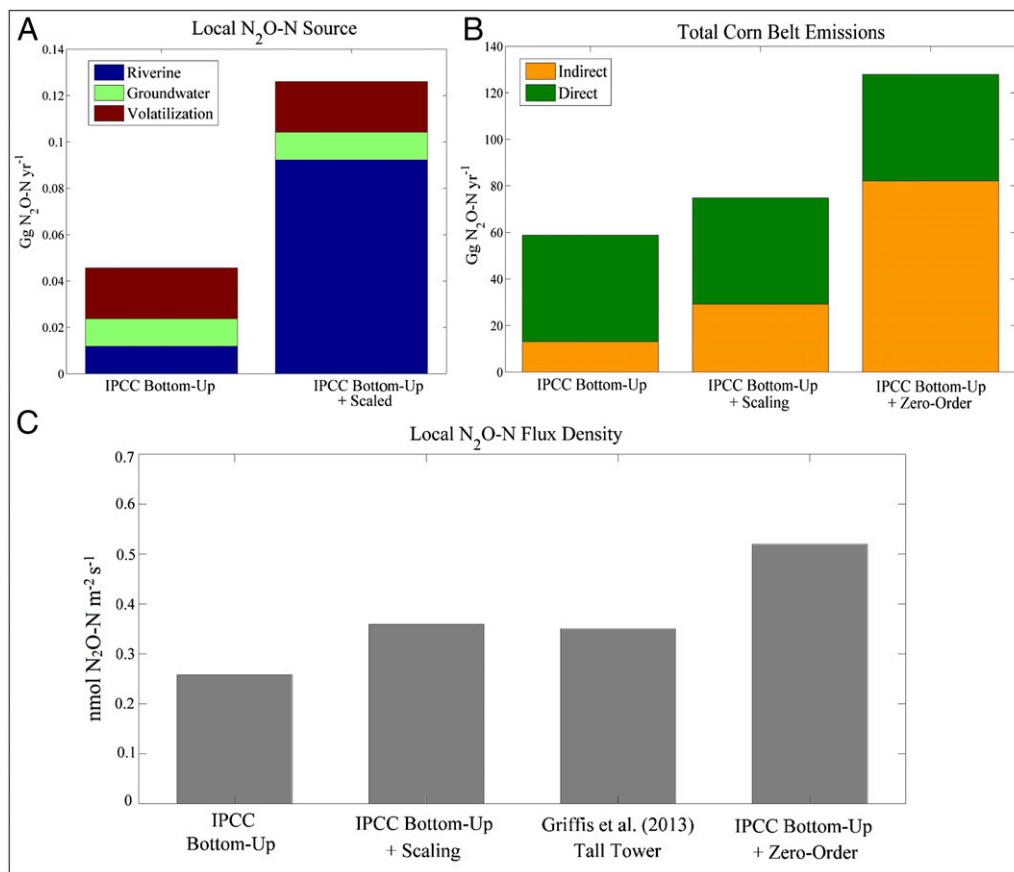 A
Local N₂O-N Source
Gg N₂O-N yr⁻¹
0.14
0.12
0.1
0.08
0.06
0.04
0.02
0
Riverine
Groundwater
Volatilization
IPCC Bottom-Up
IPCC Bottom-Up
+ Scaled
B
Total Corn Belt Emissions
Gg N₂O-N yr⁻¹
140
120
100
80
60
40
20
0
Indirect
Direct
IPCC Bottom-Up
IPCC Bottom-Up
+ Scaling
IPCC Bottom-Up
+ Zero-Order
C
Local N₂O-N Flux Density
nmol N₂O-N m⁻² s⁻¹
0.7
0.6
0.5
0.4
0.3
0.2
0.1
0
IPCC
Bottom-Up
IPCC Bottom-Up
+ Scaling
Griffis et al. (2013)
Tall Tower
IPCC Bottom-Up
+ Zero-Order